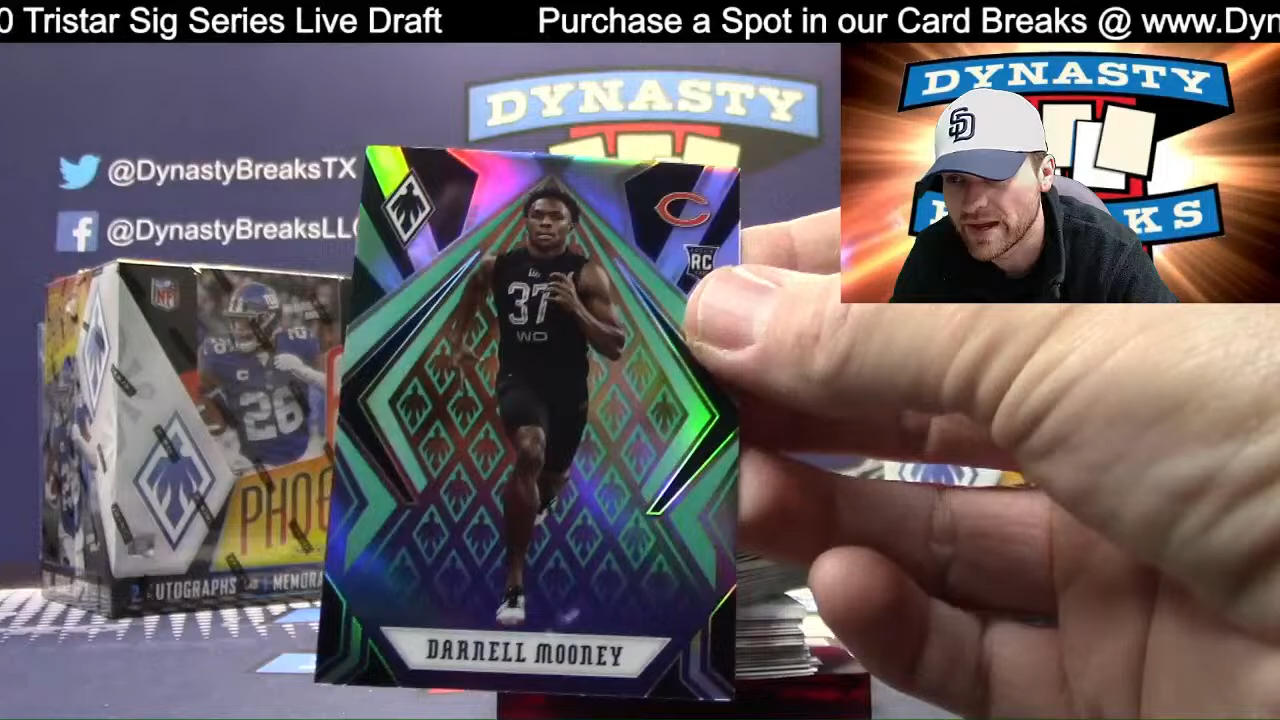 0 Tristar Sig Series Live Draft Purchase a Spot in our Card Breaks @ www.Dyn
DYNASTY
DYNASTY
@DynastyBreaksTX
@DynastyBreaksLL
KS
NFL
RC
37
WO
26
C
PHOE
UTOGRAPHS
MEMORA
DARNELL MOONEY
SD